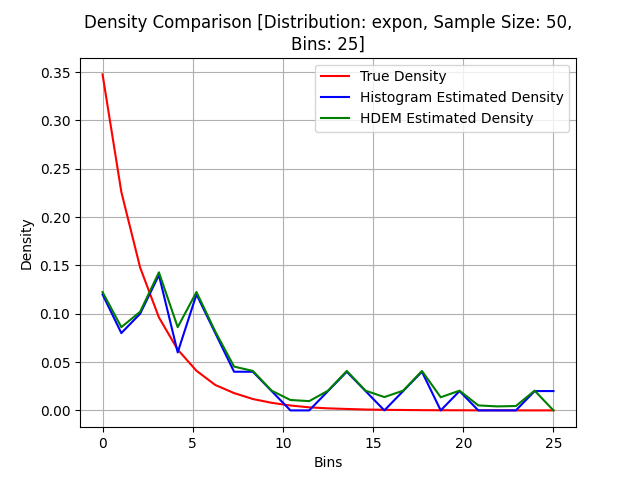 Density Comparison [Distribution: expon, Sample Size: 50,
Bins: 25]
True Density
Histogram Estimated Density
HDEM Estimated Density
Density
0.35
0.30
0.25
0.20
0.15
0.10
0.05
0.00
0 5 10 15 20 25
Bins